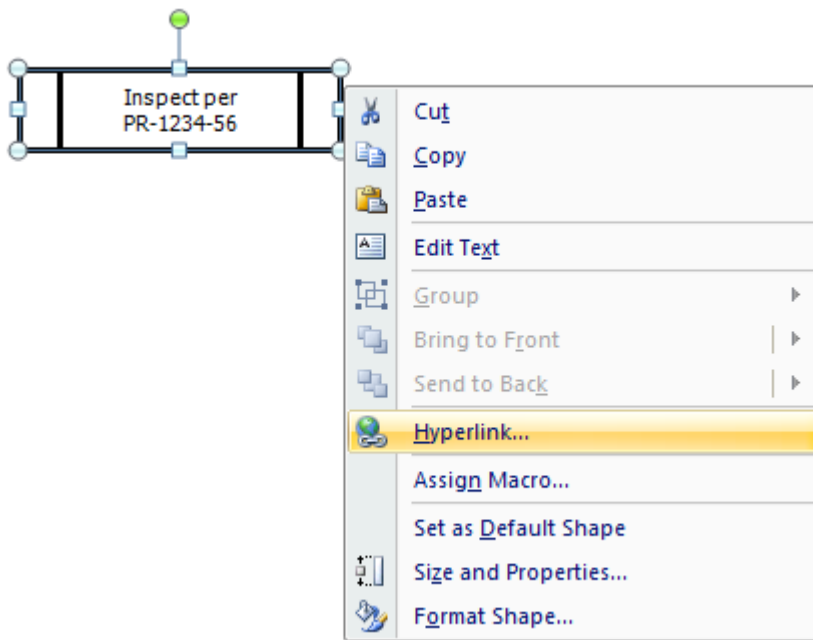 Inspect per
PR-1234-56
Cut
Copy
Paste
Edit Text
Group
Bring to Front
Send to Back
Hyperlink...
Assign Macro...
Set as Default Shape
Size and Properties...
Format Shape...